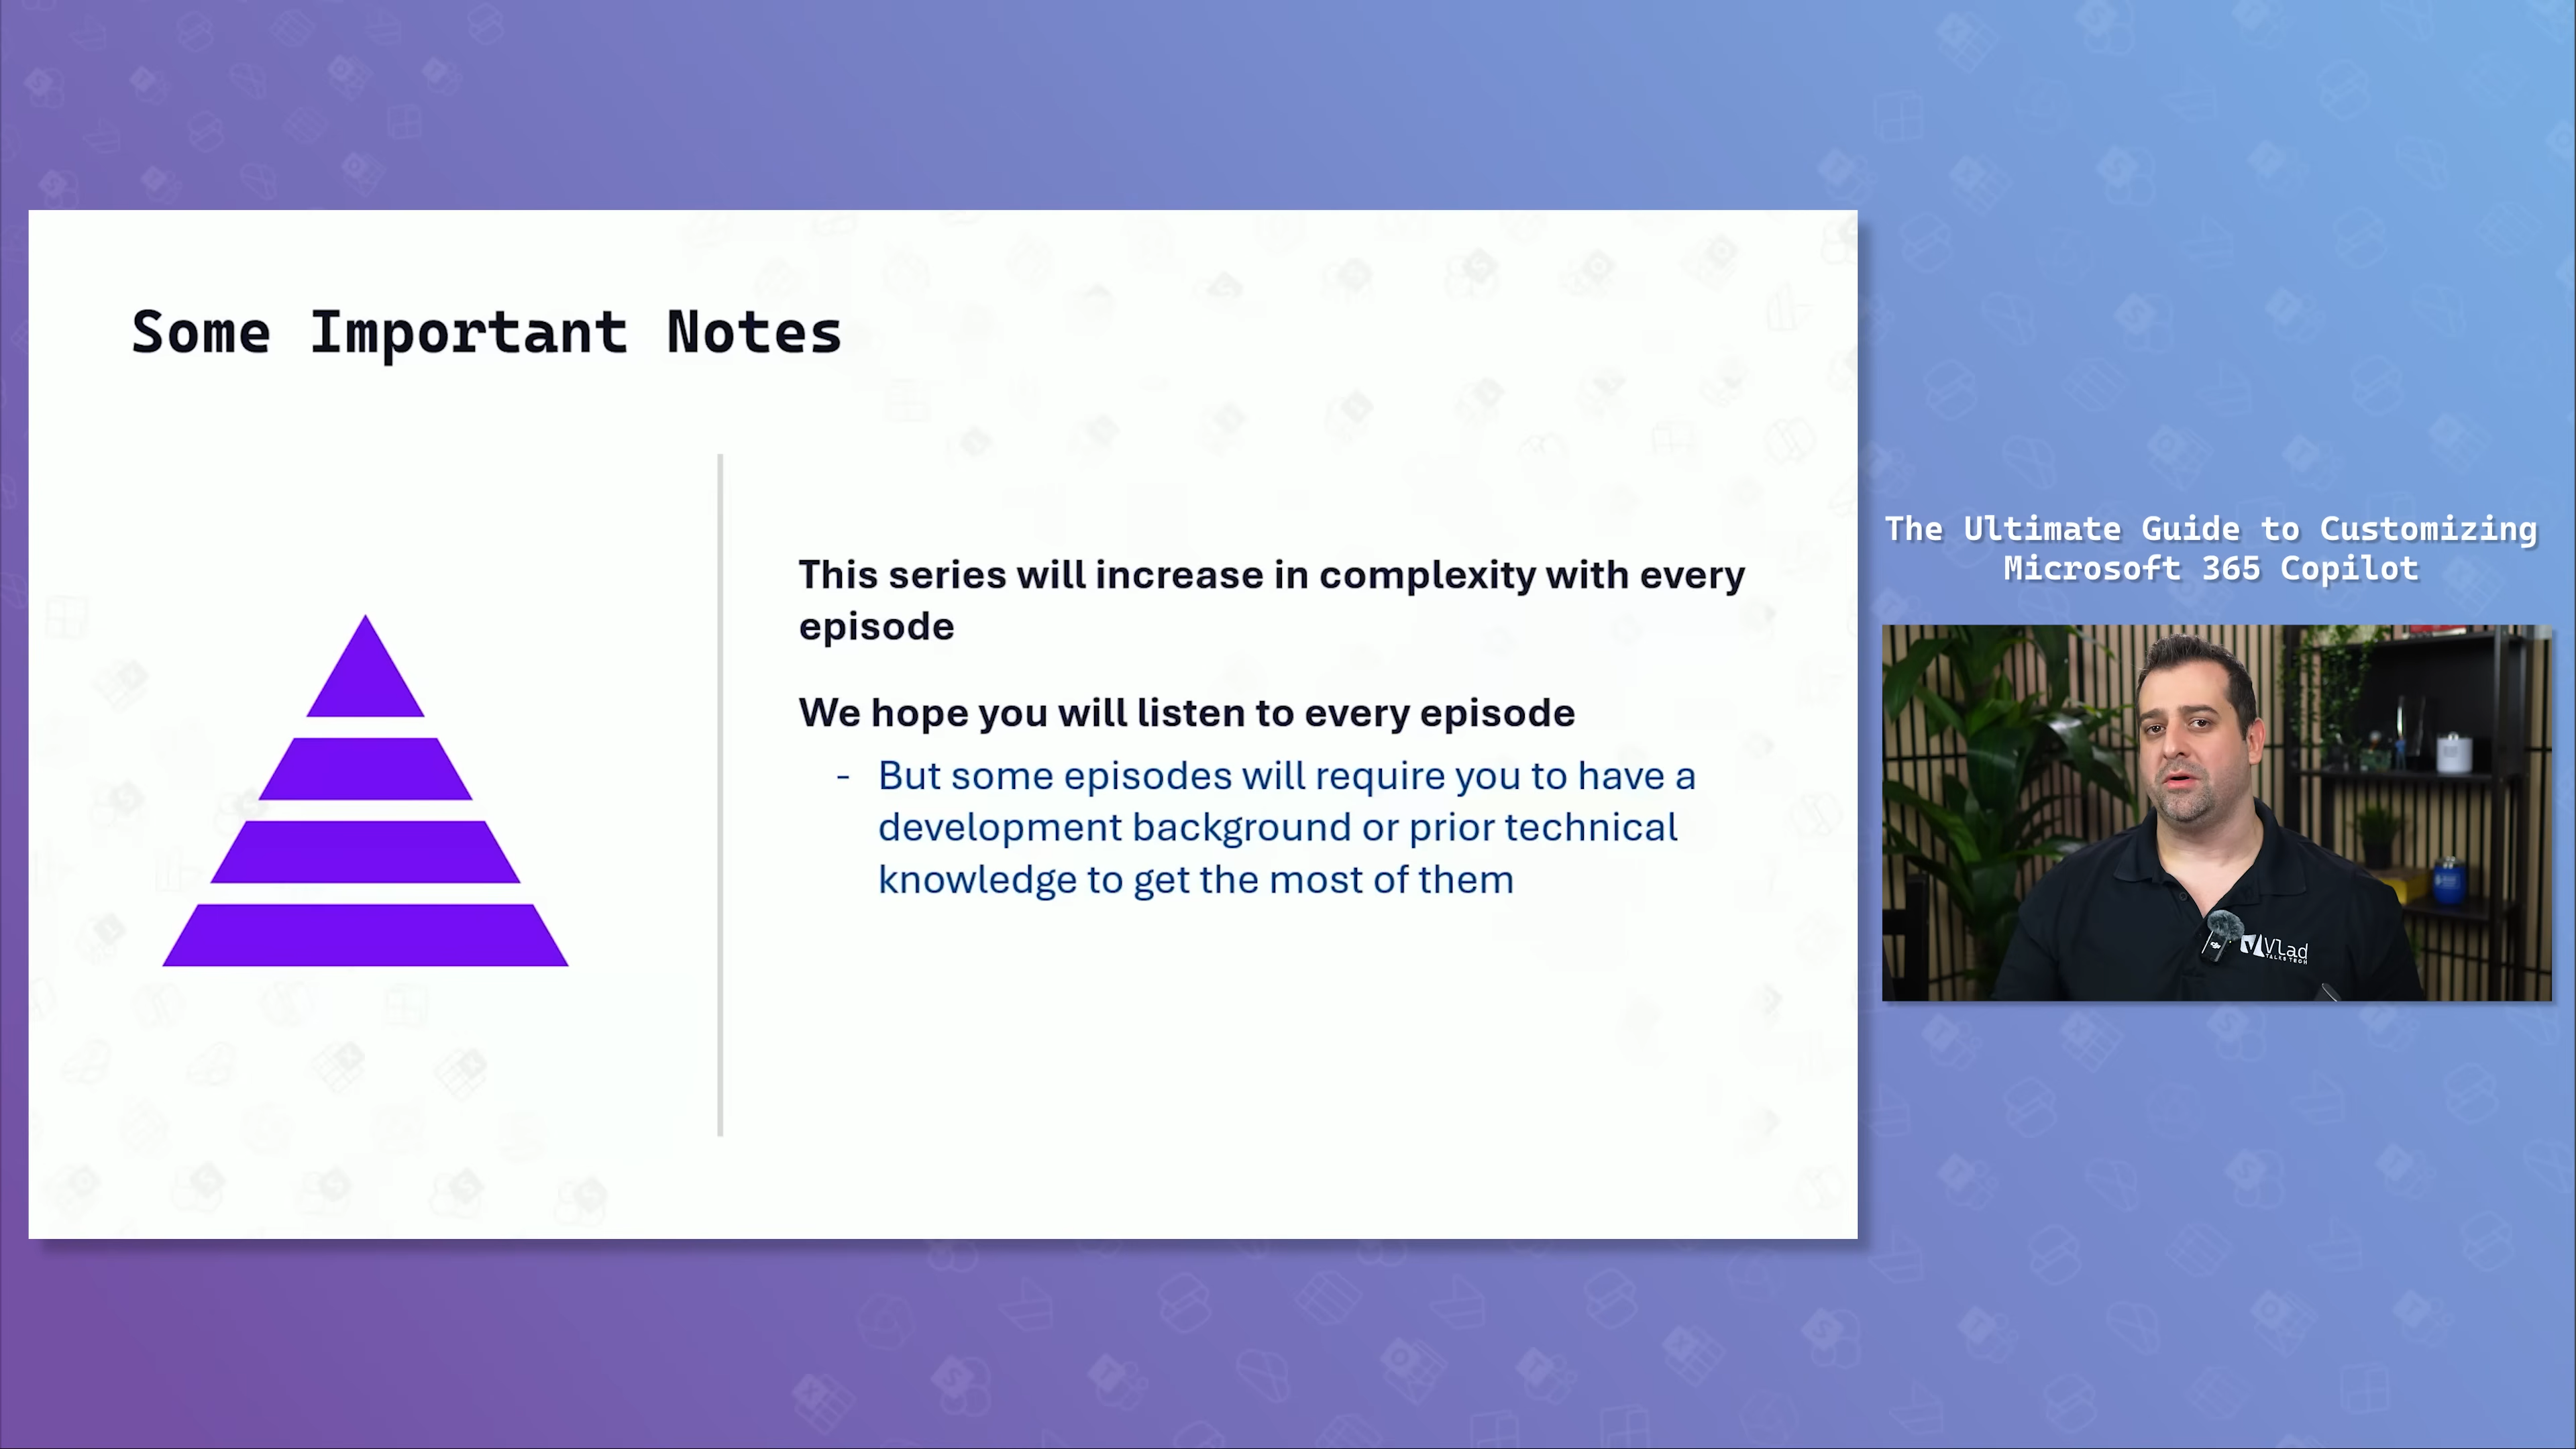 Some Important Notes
This series will increase in complexity with every
episode
We hope you will listen to every episode
- But some episodes will require you to have a
development background or prior technical
knowledge to get the most of them
The Ultimate Guide to Customizing
Microsoft 365 Copilot
Vlad
TALKS TECH